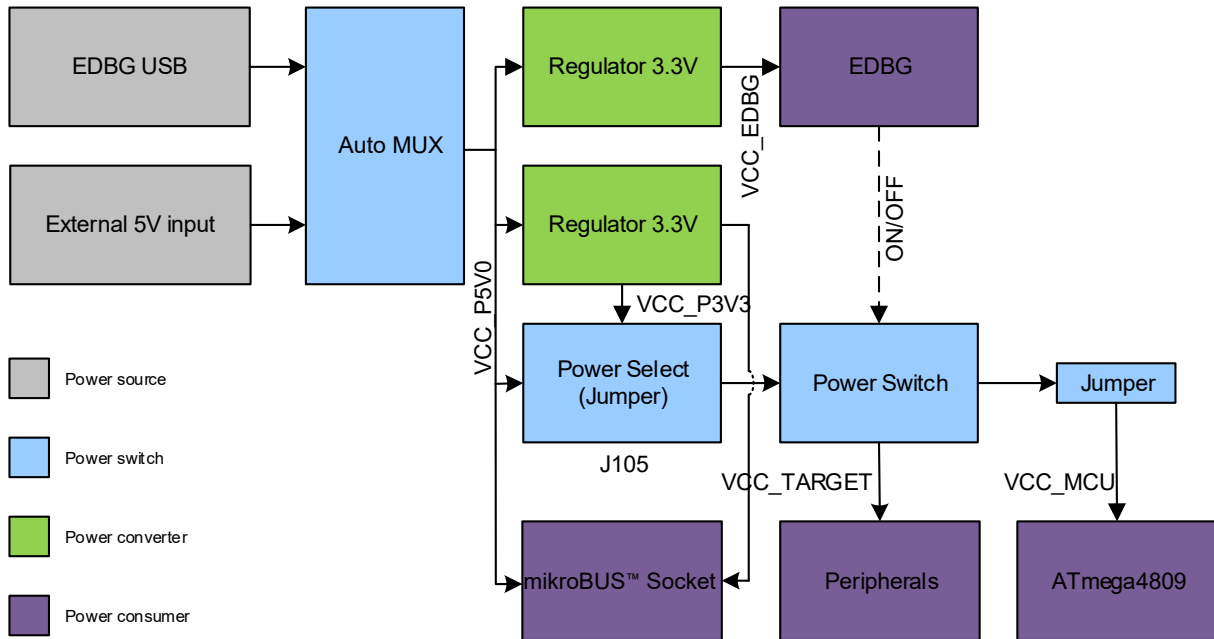 EDBG USB
External 5V input
Auto MUX
Regulator 3.3V
VCC_EDBG
EDBG
Regulator 3.3V
ON/OFF
VCC_P5V0
VCC_P3V3
Power Select
(Jumper)
J105
Power Switch
Jumper
VCC_TARGET
VCC_MCU
mikroBUS™ Socket
Peripherals
ATmega4809
Power source
Power switch
Power converter
Power consumer